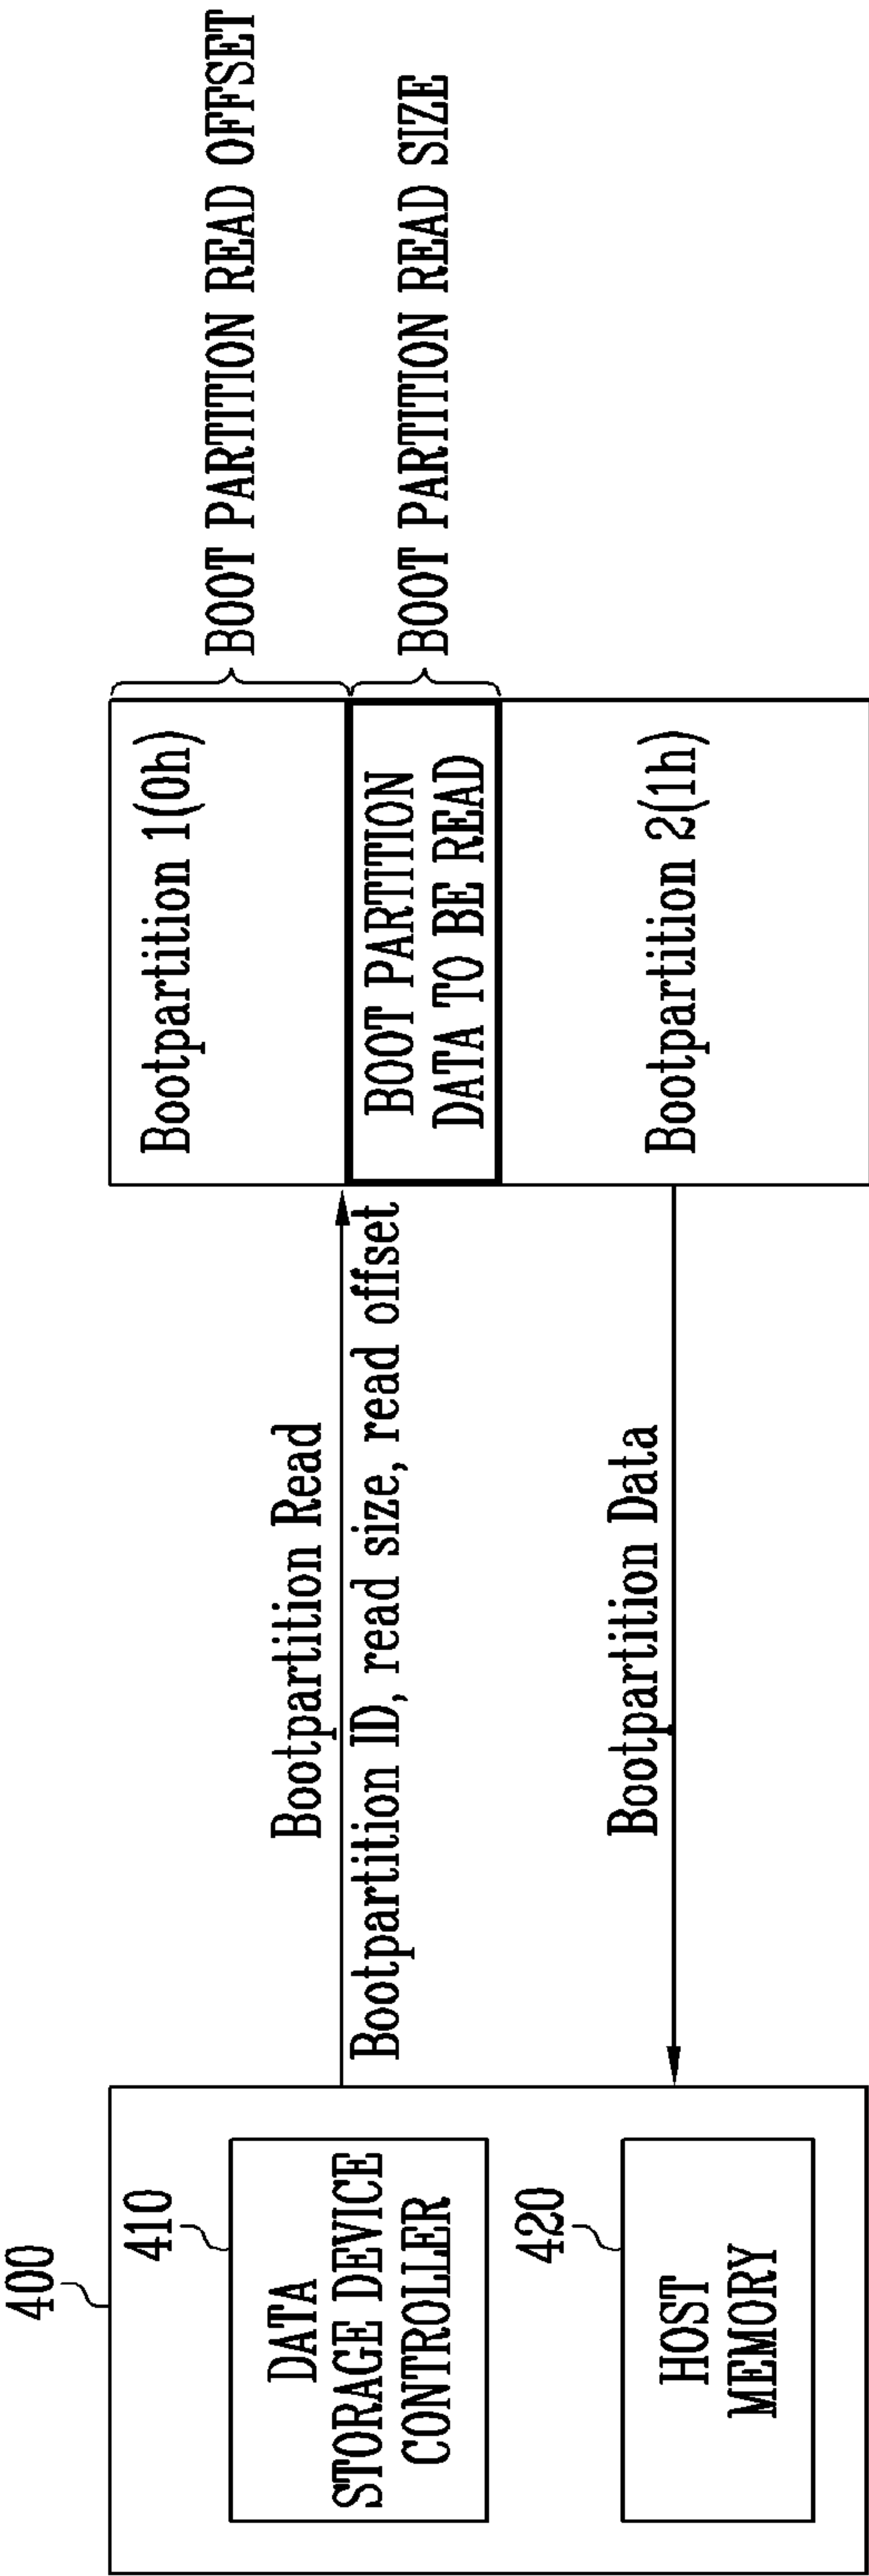 400
410
DATA
STORAGE DEVICE
CONTROLLER
420
HOST
MEMORY
Bootpartition Read
Bootpartition ID, read size, read offset
Bootpartition Data
Bootpartition 1(0h)
BOOT PARTITION
DATA TO BE READ
Bootpartition 2(1h)
BOOT PARTITION READ OFFSET
BOOT PARTITION READ SIZE